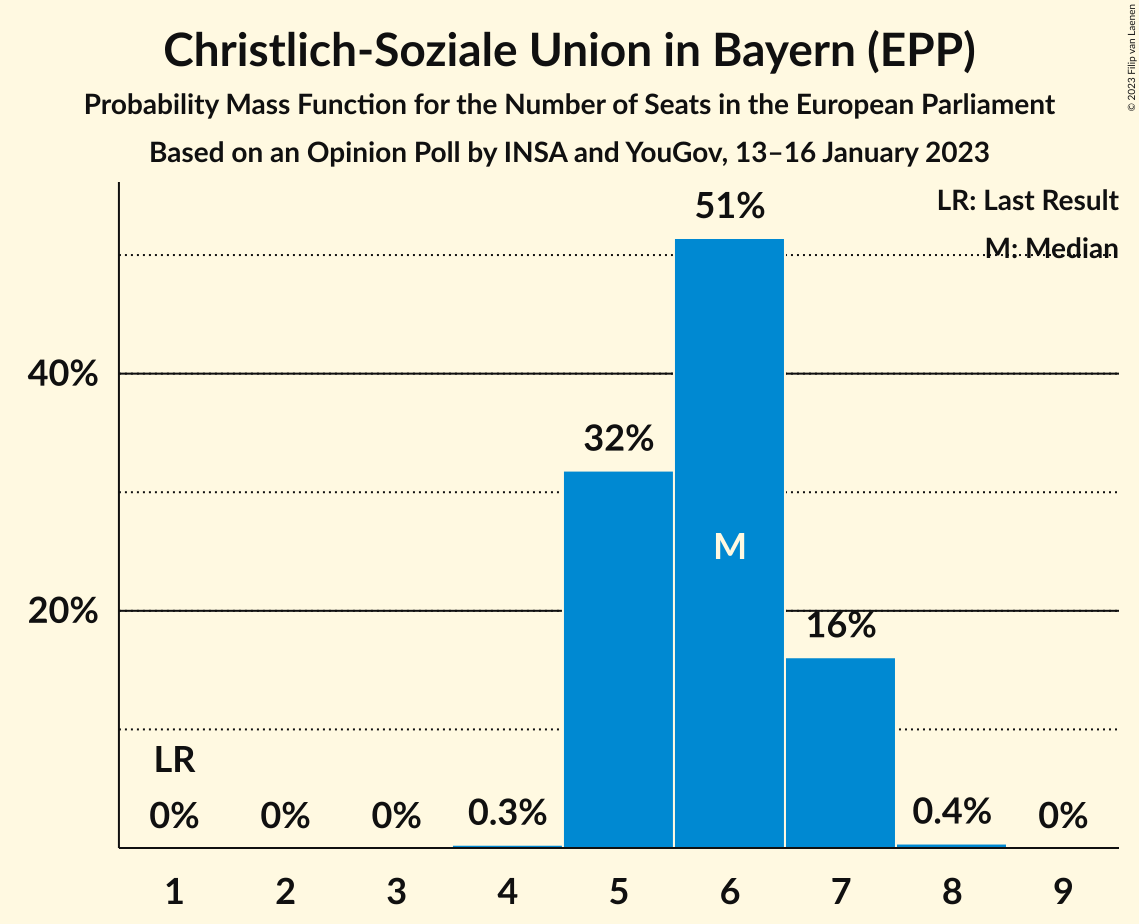 Christlich-Soziale Union in Bayern (EPP)
Probability Mass Function for the Number of Seats in the European Parliament
Based on an Opinion Poll by INSA and YouGov, 13–16 January 2023
© 2023 Filip van Laenen
LR: Last Result
M: Median
51%
40%
32%
M
20%
16%
LR
0% 0% 0% 0.3% 0.4% 0%
1 2 3 4 5 6 7 8 9